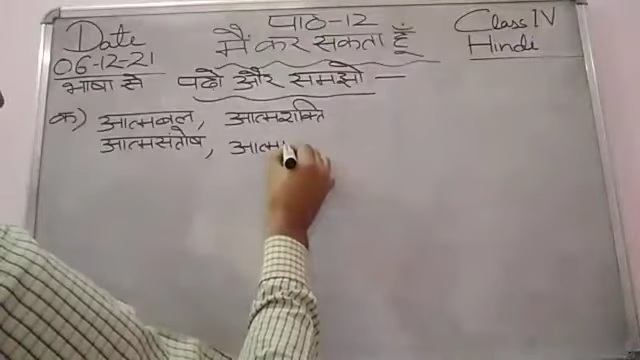 Date
06-12-21
पाठ-12
मैं कर सकता हूँ
Class IV
Hindi
भाषा से पढो और समझो —
क) आत्मबल, आत्मशक्ति
आत्मसंतोष, आत्म